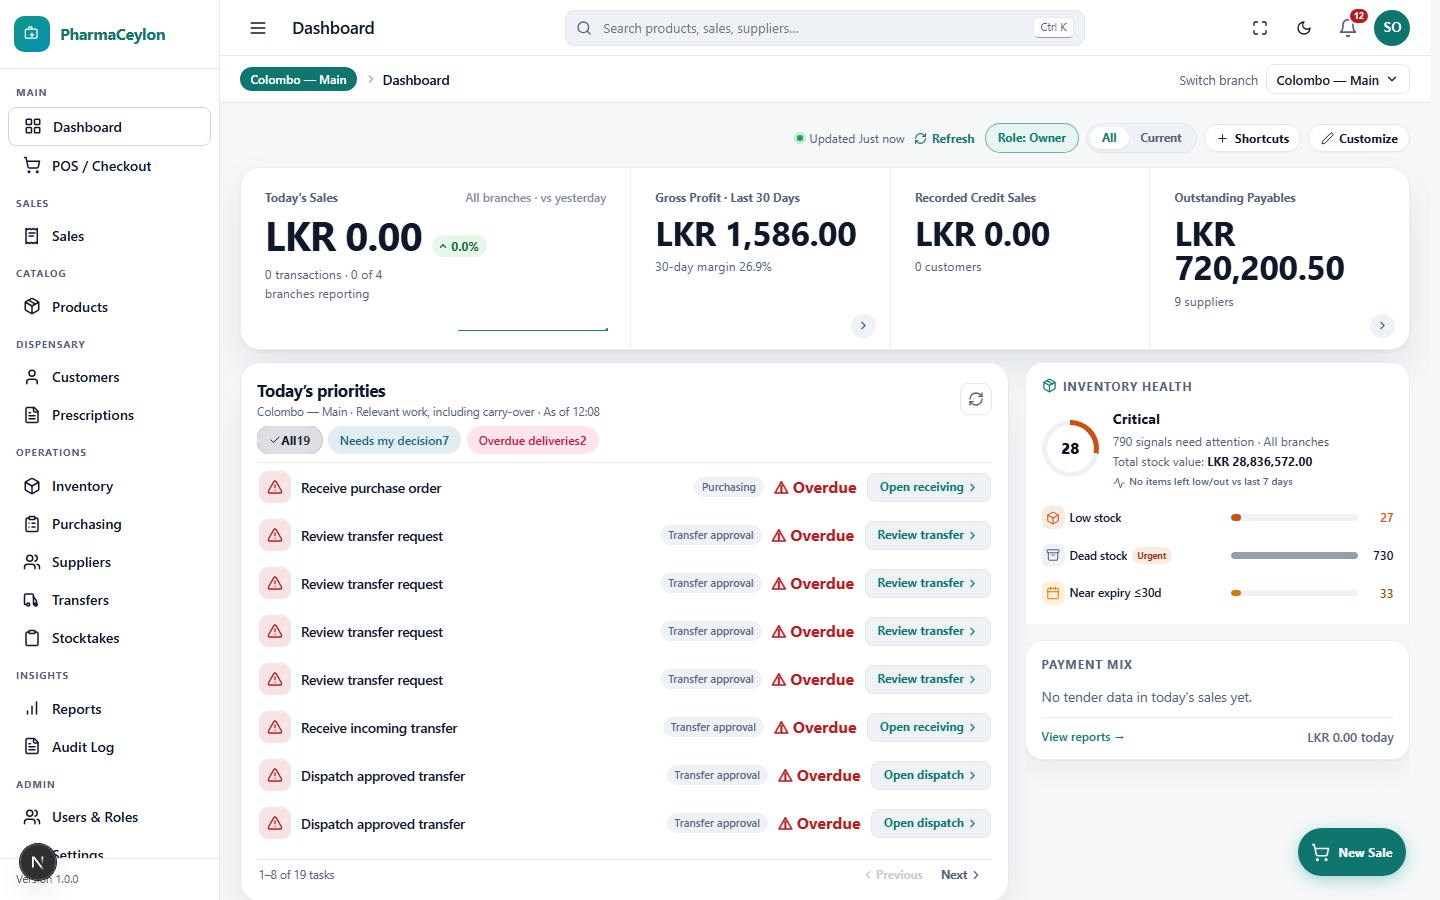 PharmaCeylon
Dashboard
Search products, sales, suppliers...
Ctrl K
12
SO
MAIN
Dashboard
POS / Checkout
SALES
Sales
CATALOG
Products
DISPENSARY
Customers
Prescriptions
OPERATIONS
Inventory
Purchasing
Suppliers
Transfers
Stocktakes
INSIGHTS
Reports
Audit Log
ADMIN
Users & Roles
Settings
N
Version 1.0.0
Colombo — Main
Dashboard
Switch branch
Colombo — Main
Updated Just now
Refresh
Role: Owner
All
Current
Shortcuts
Customize
Today's Sales
All branches · vs yesterday
LKR 0.00
0.0%
0 transactions · 0 of 4
branches reporting
Gross Profit · Last 30 Days
LKR 1,586.00
30-day margin 26.9%
Recorded Credit Sales
LKR 0.00
0 customers
Outstanding Payables
LKR
720,200.50
9 suppliers
Today’s priorities
Colombo — Main · Relevant work, including carry-over · As of 12:08
All19
Needs my decision7
Overdue deliveries2
Receive purchase order
Purchasing
Overdue
Open receiving
Review transfer request
Transfer approval
Overdue
Review transfer
Review transfer request
Transfer approval
Overdue
Review transfer
Review transfer request
Transfer approval
Overdue
Review transfer
Review transfer request
Transfer approval
Overdue
Review transfer
Receive incoming transfer
Transfer approval
Overdue
Open receiving
Dispatch approved transfer
Transfer approval
Overdue
Open dispatch
Dispatch approved transfer
Transfer approval
Overdue
Open dispatch
1–8 of 19 tasks
Previous
Next
INVENTORY HEALTH
28
Critical
790 signals need attention · All branches
Total stock value: LKR 28,836,572.00
No items left low/out vs last 7 days
Low stock
27
Dead stock
Urgent
730
Near expiry ≤30d
33
PAYMENT MIX
No tender data in today's sales yet.
View reports →
LKR 0.00 today
New Sale